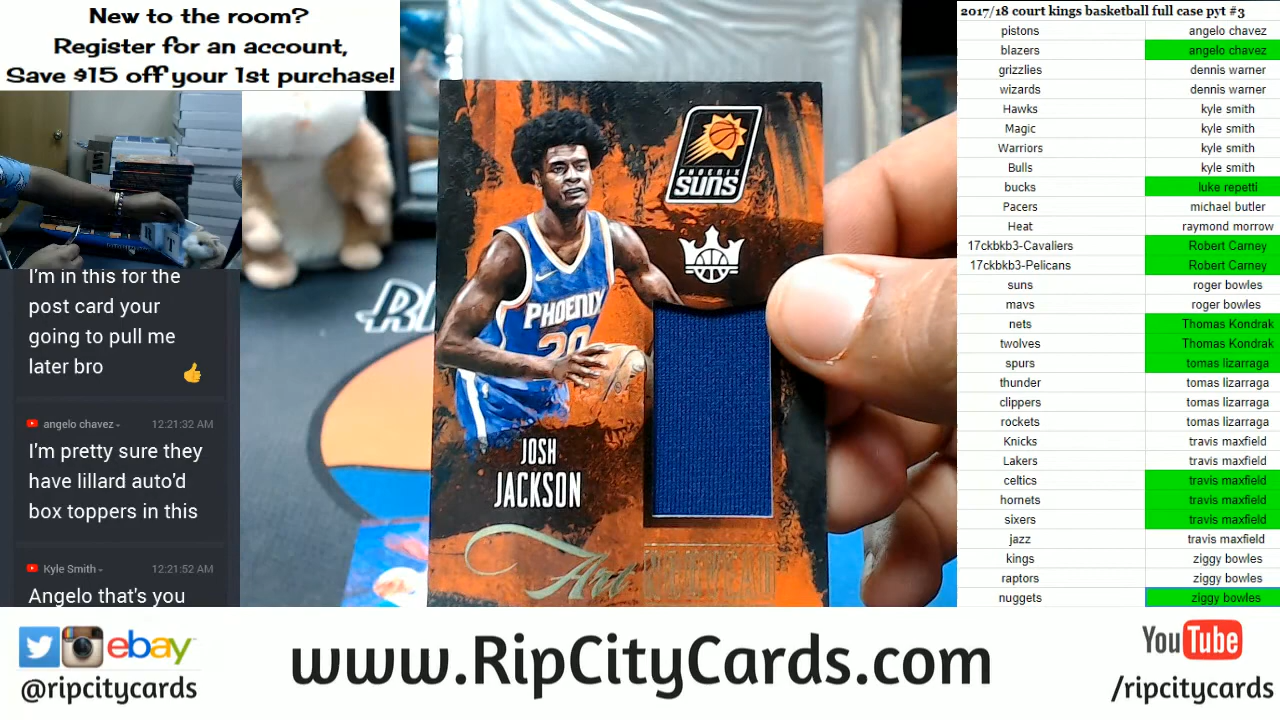 New to the room?
Register for an account,
Save $15 off your 1st purchase!
I'm in this for the
post card your
going to pull me
later bro
angelo chavez
12:21:32 AM
I'm pretty sure they
have lillard auto'd
box toppers in this
Kyle Smith
12:21:52 AM
Angelo that's you
PHOENIX
SUNS
PHOENIX
20
JOSH
JACKSON
Art
2017/18 court kings basketball full case pyt #3
pistons angelo chavez
blazers angelo chavez
grizzlies dennis warner
wizards dennis warner
Hawks kyle smith
Magic kyle smith
Warriors kyle smith
Bulls kyle smith
bucks luke repetti
Pacers michael butler
Heat raymond morrow
17ckbkb3-Cavaliers Robert Carney
17ckbkb3-Pelicans Robert Carney
suns roger bowles
mavs roger bowles
nets Thomas Kondrak
twolves Thomas Kondrak
spurs tomas lizarraga
thunder tomas lizarraga
clippers tomas lizarraga
rockets tomas lizarraga
Knicks travis maxfield
Lakers travis maxfield
celtics travis maxfield
hornets travis maxfield
sixers travis maxfield
jazz travis maxfield
kings ziggy bowles
raptors ziggy bowles
nuggets ziggy bowles
ebay
@ripcitycards
www.RipCityCards.com
YouTube
/ripcitycards